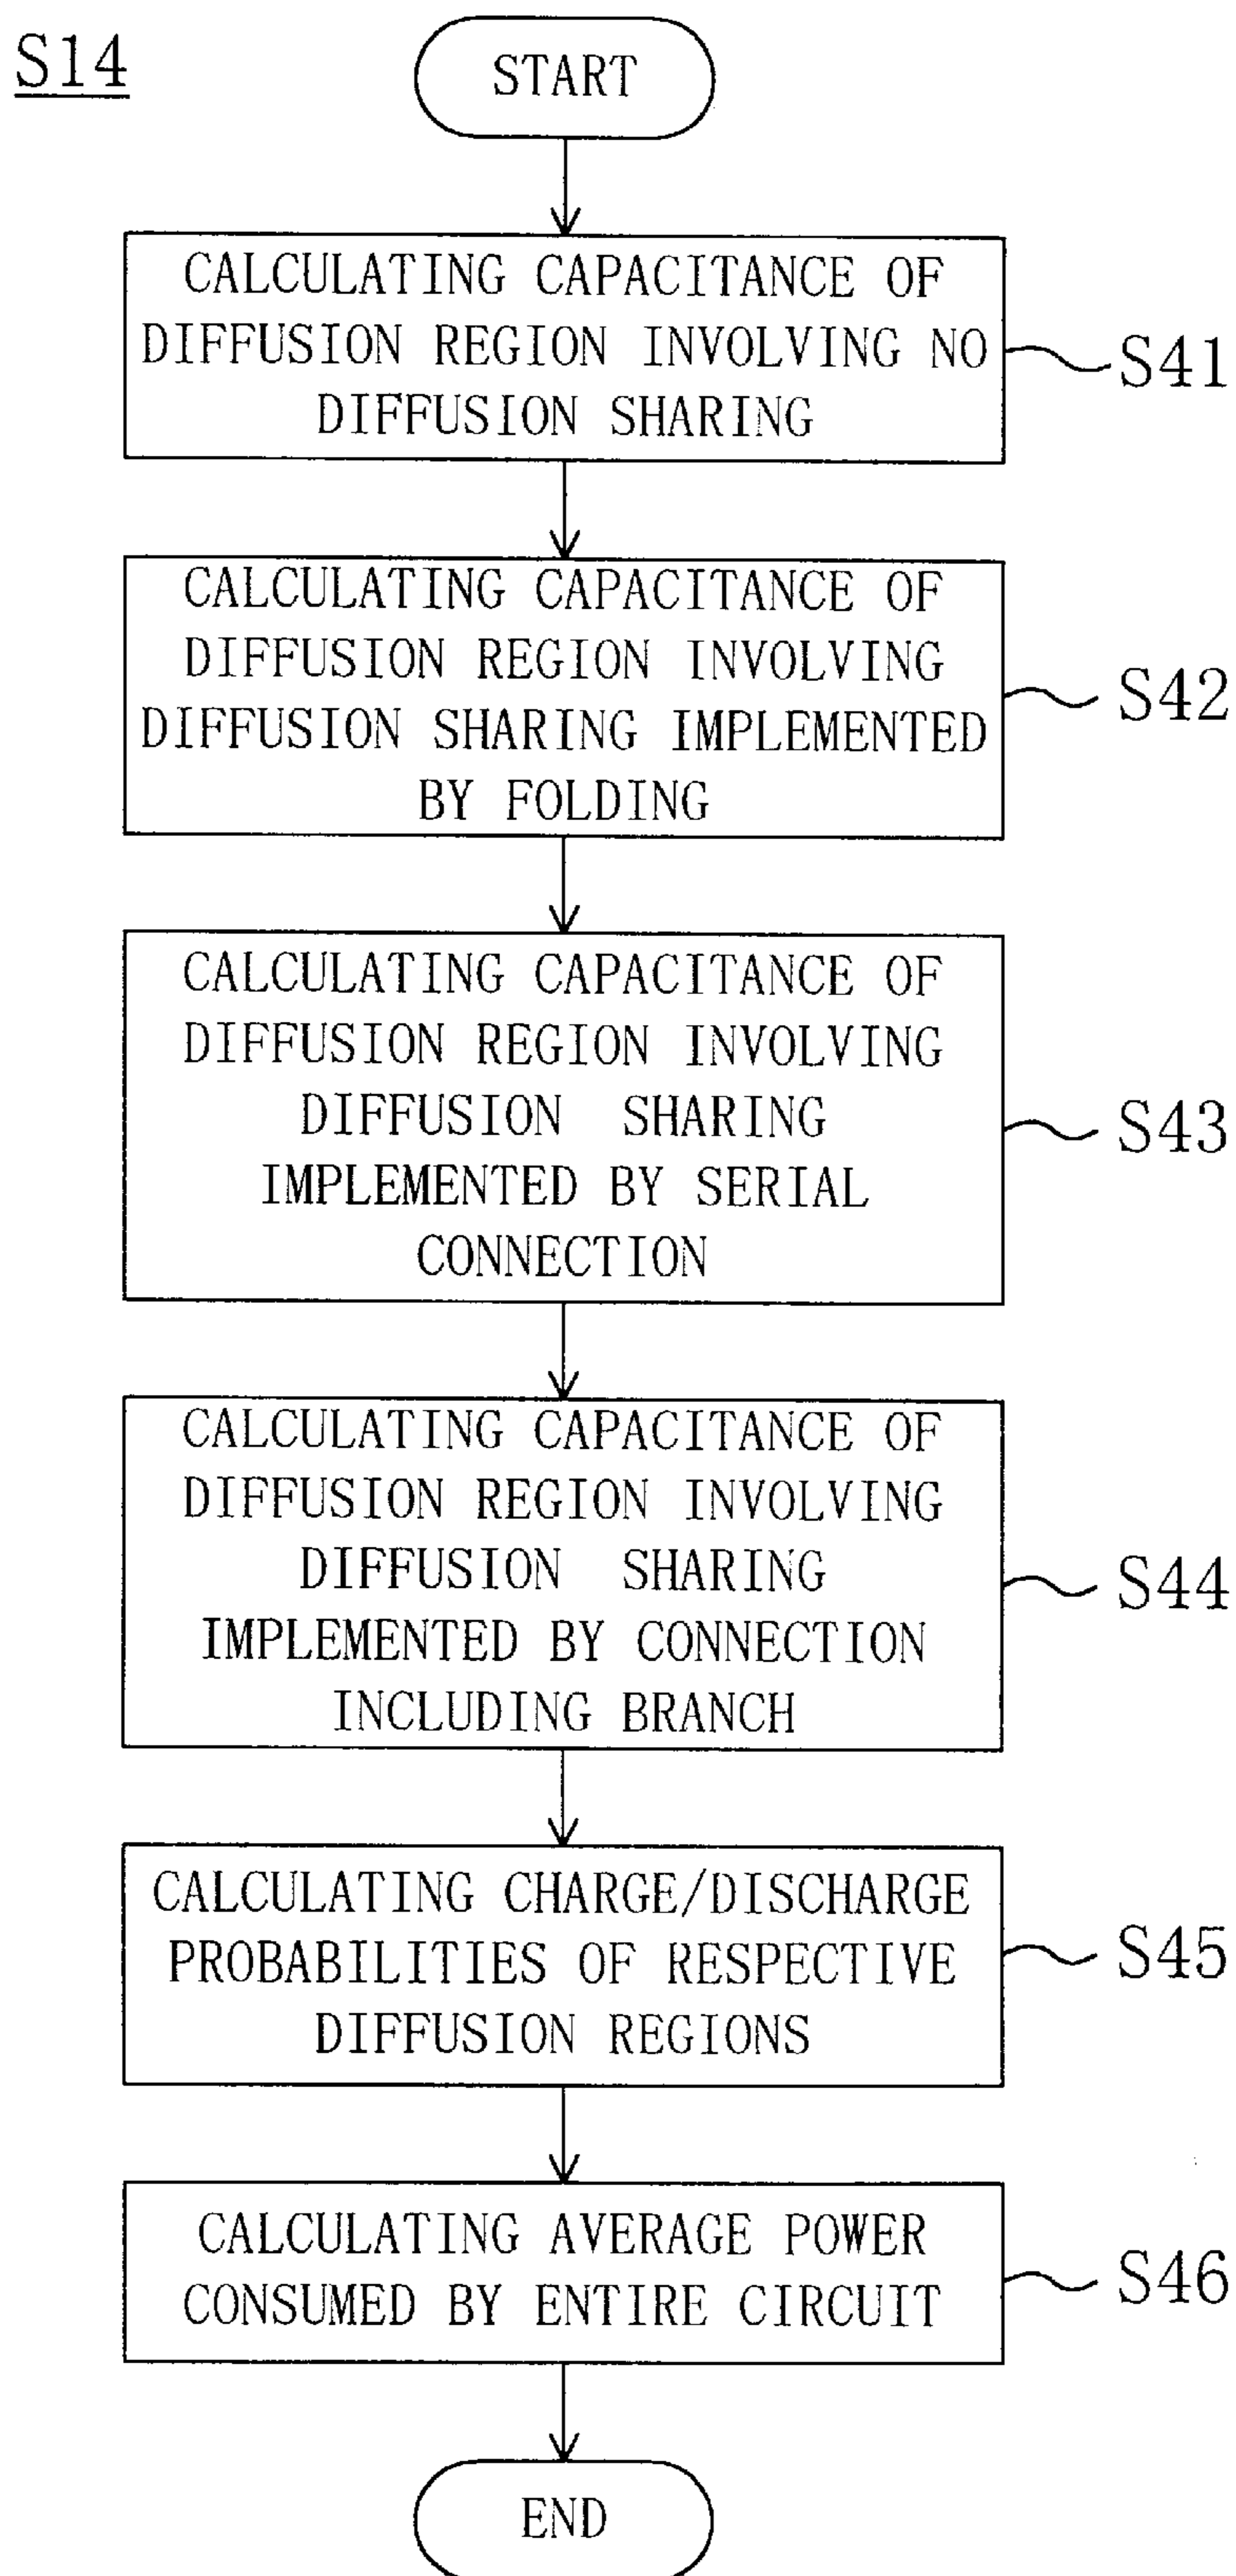 S14
START
CALCULATING CAPACITANCE OF
DIFFUSION REGION INVOLVING NO
DIFFUSION SHARING
S41
CALCULATING CAPACITANCE OF
DIFFUSION REGION INVOLVING
DIFFUSION SHARING IMPLEMENTED
BY FOLDING
S42
CALCULATING CAPACITANCE OF
DIFFUSION REGION INVOLVING
DIFFUSION SHARING
IMPLEMENTED BY SERIAL
CONNECTION
S43
CALCULATING CAPACITANCE OF
DIFFUSION REGION INVOLVING
DIFFUSION SHARING
IMPLEMENTED BY CONNECTION
INCLUDING BRANCH
S44
CALCULATING CHARGE/DISCHARGE
PROBABILITIES OF RESPECTIVE
DIFFUSION REGIONS
S45
CALCULATING AVERAGE POWER
CONSUMED BY ENTIRE CIRCUIT
S46
END